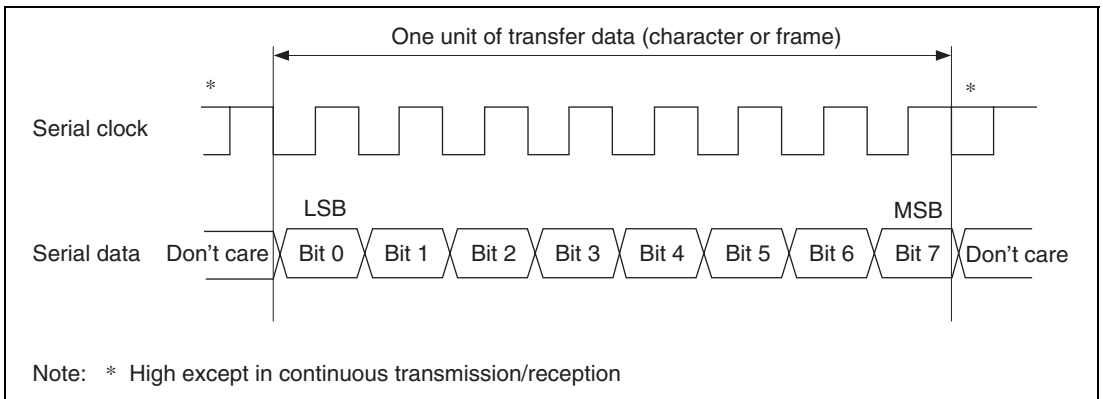 One unit of transfer data (character or frame)
* *
Serial clock
LSB MSB
Serial data Don't care Bit 0 Bit 1 Bit 2 Bit 3 Bit 4 Bit 5 Bit 6 Bit 7 Don't care
Note: * High except in continuous transmission/reception